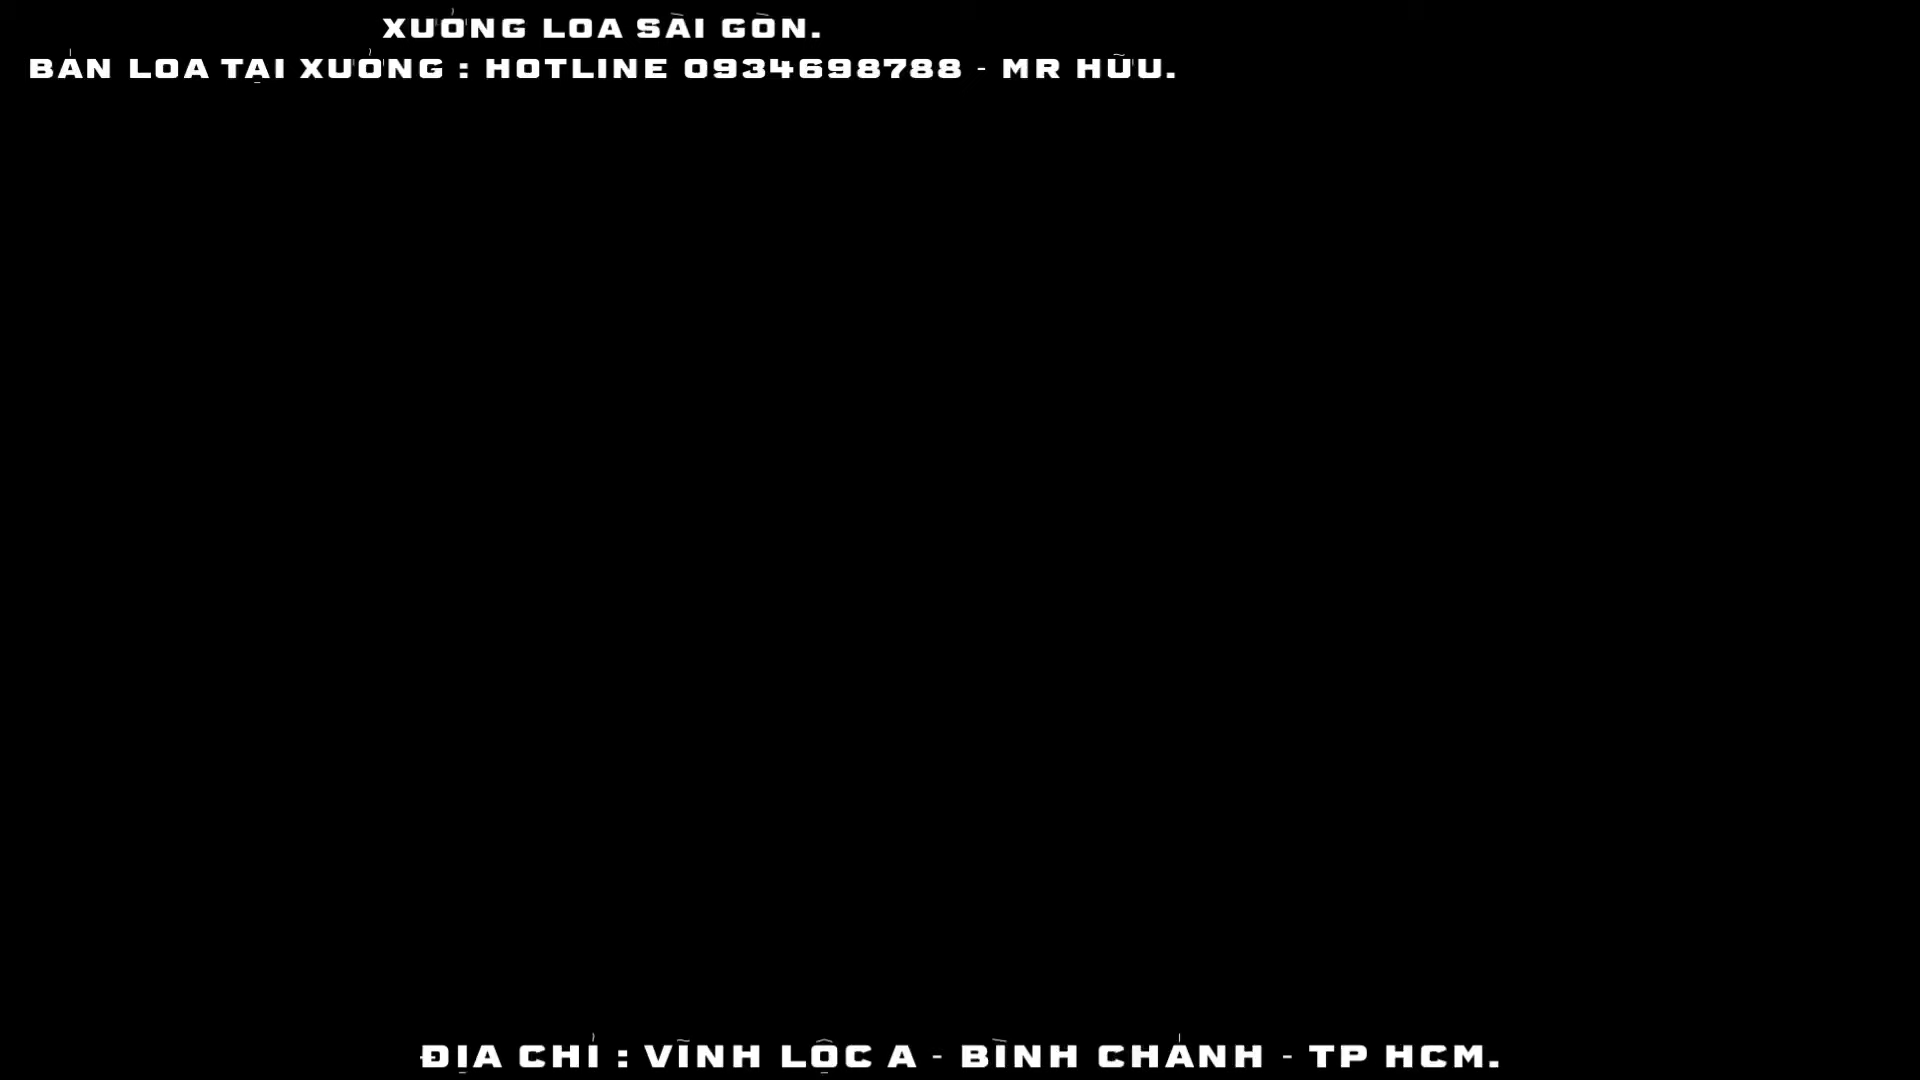 XƯỞNG LOA SÀI GÒN.
BÁN LOA TẠI XƯỞNG : HOTLINE 0934698788 - MR HỮU.
ĐỊA CHỈ : VĨNH LỘC A - BÌNH CHÁNH - TP HCM.